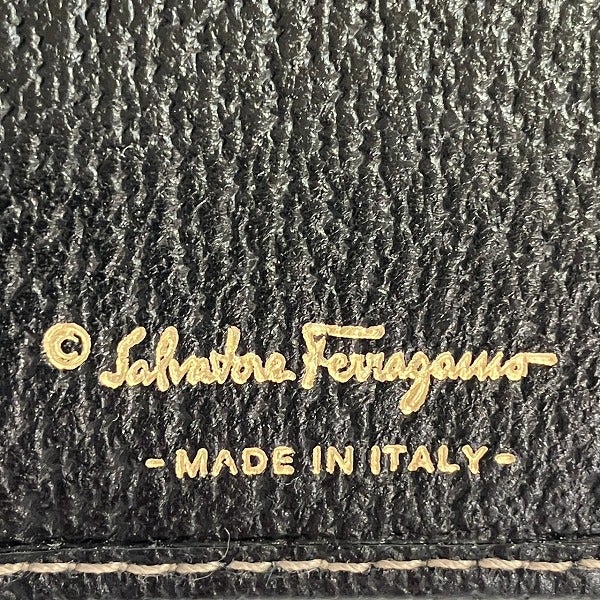 © Salvatore Ferragamo
- MADE IN ITALY -